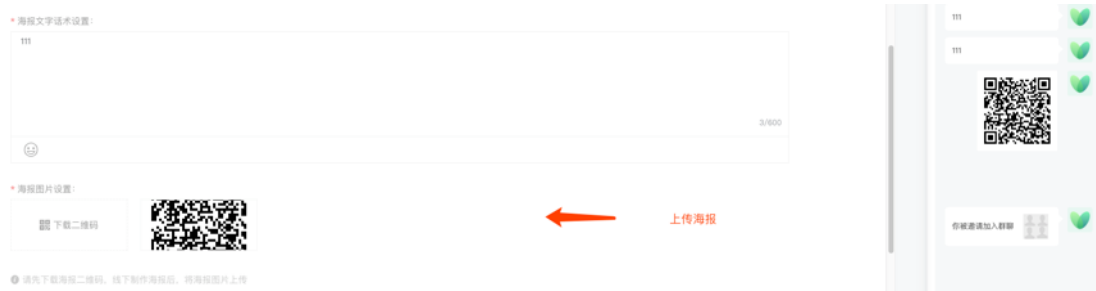 * 海报文字话术设置：
111
3/600
* 海报图片设置：
下载二维码
上传海报
请先下载海报二维码，线下制作海报后，将海报图片上传
111
111
你被邀请加入群聊